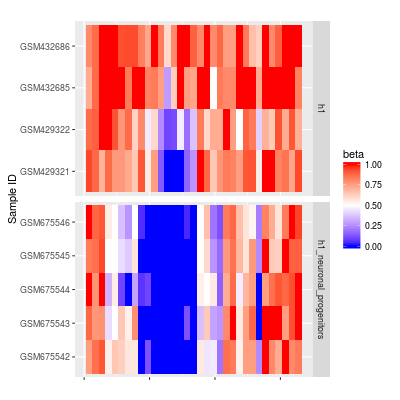 Sample ID
GSM432686
GSM432685
GSM429322
GSM429321
h1
GSM675546
GSM675545
GSM675544
GSM675543
GSM675542
h1_neuronal_progenitors
beta
1.00
0.75
0.50
0.25
0.00